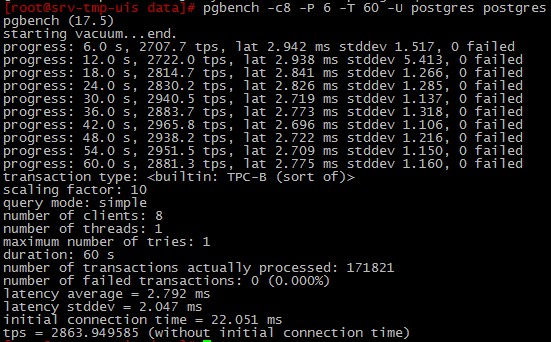 [root@srv-tmp-uis data]# pgbench -c8 -P 6 -T 60 -U postgres postgres
pgbench (17.5)
starting vacuum...end.
progress: 6.0 s, 2707.7 tps, lat 2.942 ms stddev 1.517, 0 failed
progress: 12.0 s, 2722.0 tps, lat 2.938 ms stddev 5.413, 0 failed
progress: 18.0 s, 2814.7 tps, lat 2.841 ms stddev 1.266, 0 failed
progress: 24.0 s, 2830.2 tps, lat 2.826 ms stddev 1.285, 0 failed
progress: 30.0 s, 2940.5 tps, lat 2.719 ms stddev 1.137, 0 failed
progress: 36.0 s, 2883.7 tps, lat 2.773 ms stddev 1.318, 0 failed
progress: 42.0 s, 2965.8 tps, lat 2.696 ms stddev 1.106, 0 failed
progress: 48.0 s, 2938.2 tps, lat 2.722 ms stddev 1.216, 0 failed
progress: 54.0 s, 2951.5 tps, lat 2.709 ms stddev 1.150, 0 failed
progress: 60.0 s, 2881.3 tps, lat 2.775 ms stddev 1.160, 0 failed
transaction type: <builtin: TPC-B (sort of)>
scaling factor: 10
query mode: simple
number of clients: 8
number of threads: 1
maximum number of tries: 1
duration: 60 s
number of transactions actually processed: 171821
number of failed transactions: 0 (0.000%)
latency average = 2.792 ms
latency stddev = 2.047 ms
initial connection time = 22.051 ms
tps = 2863.949585 (without initial connection time)